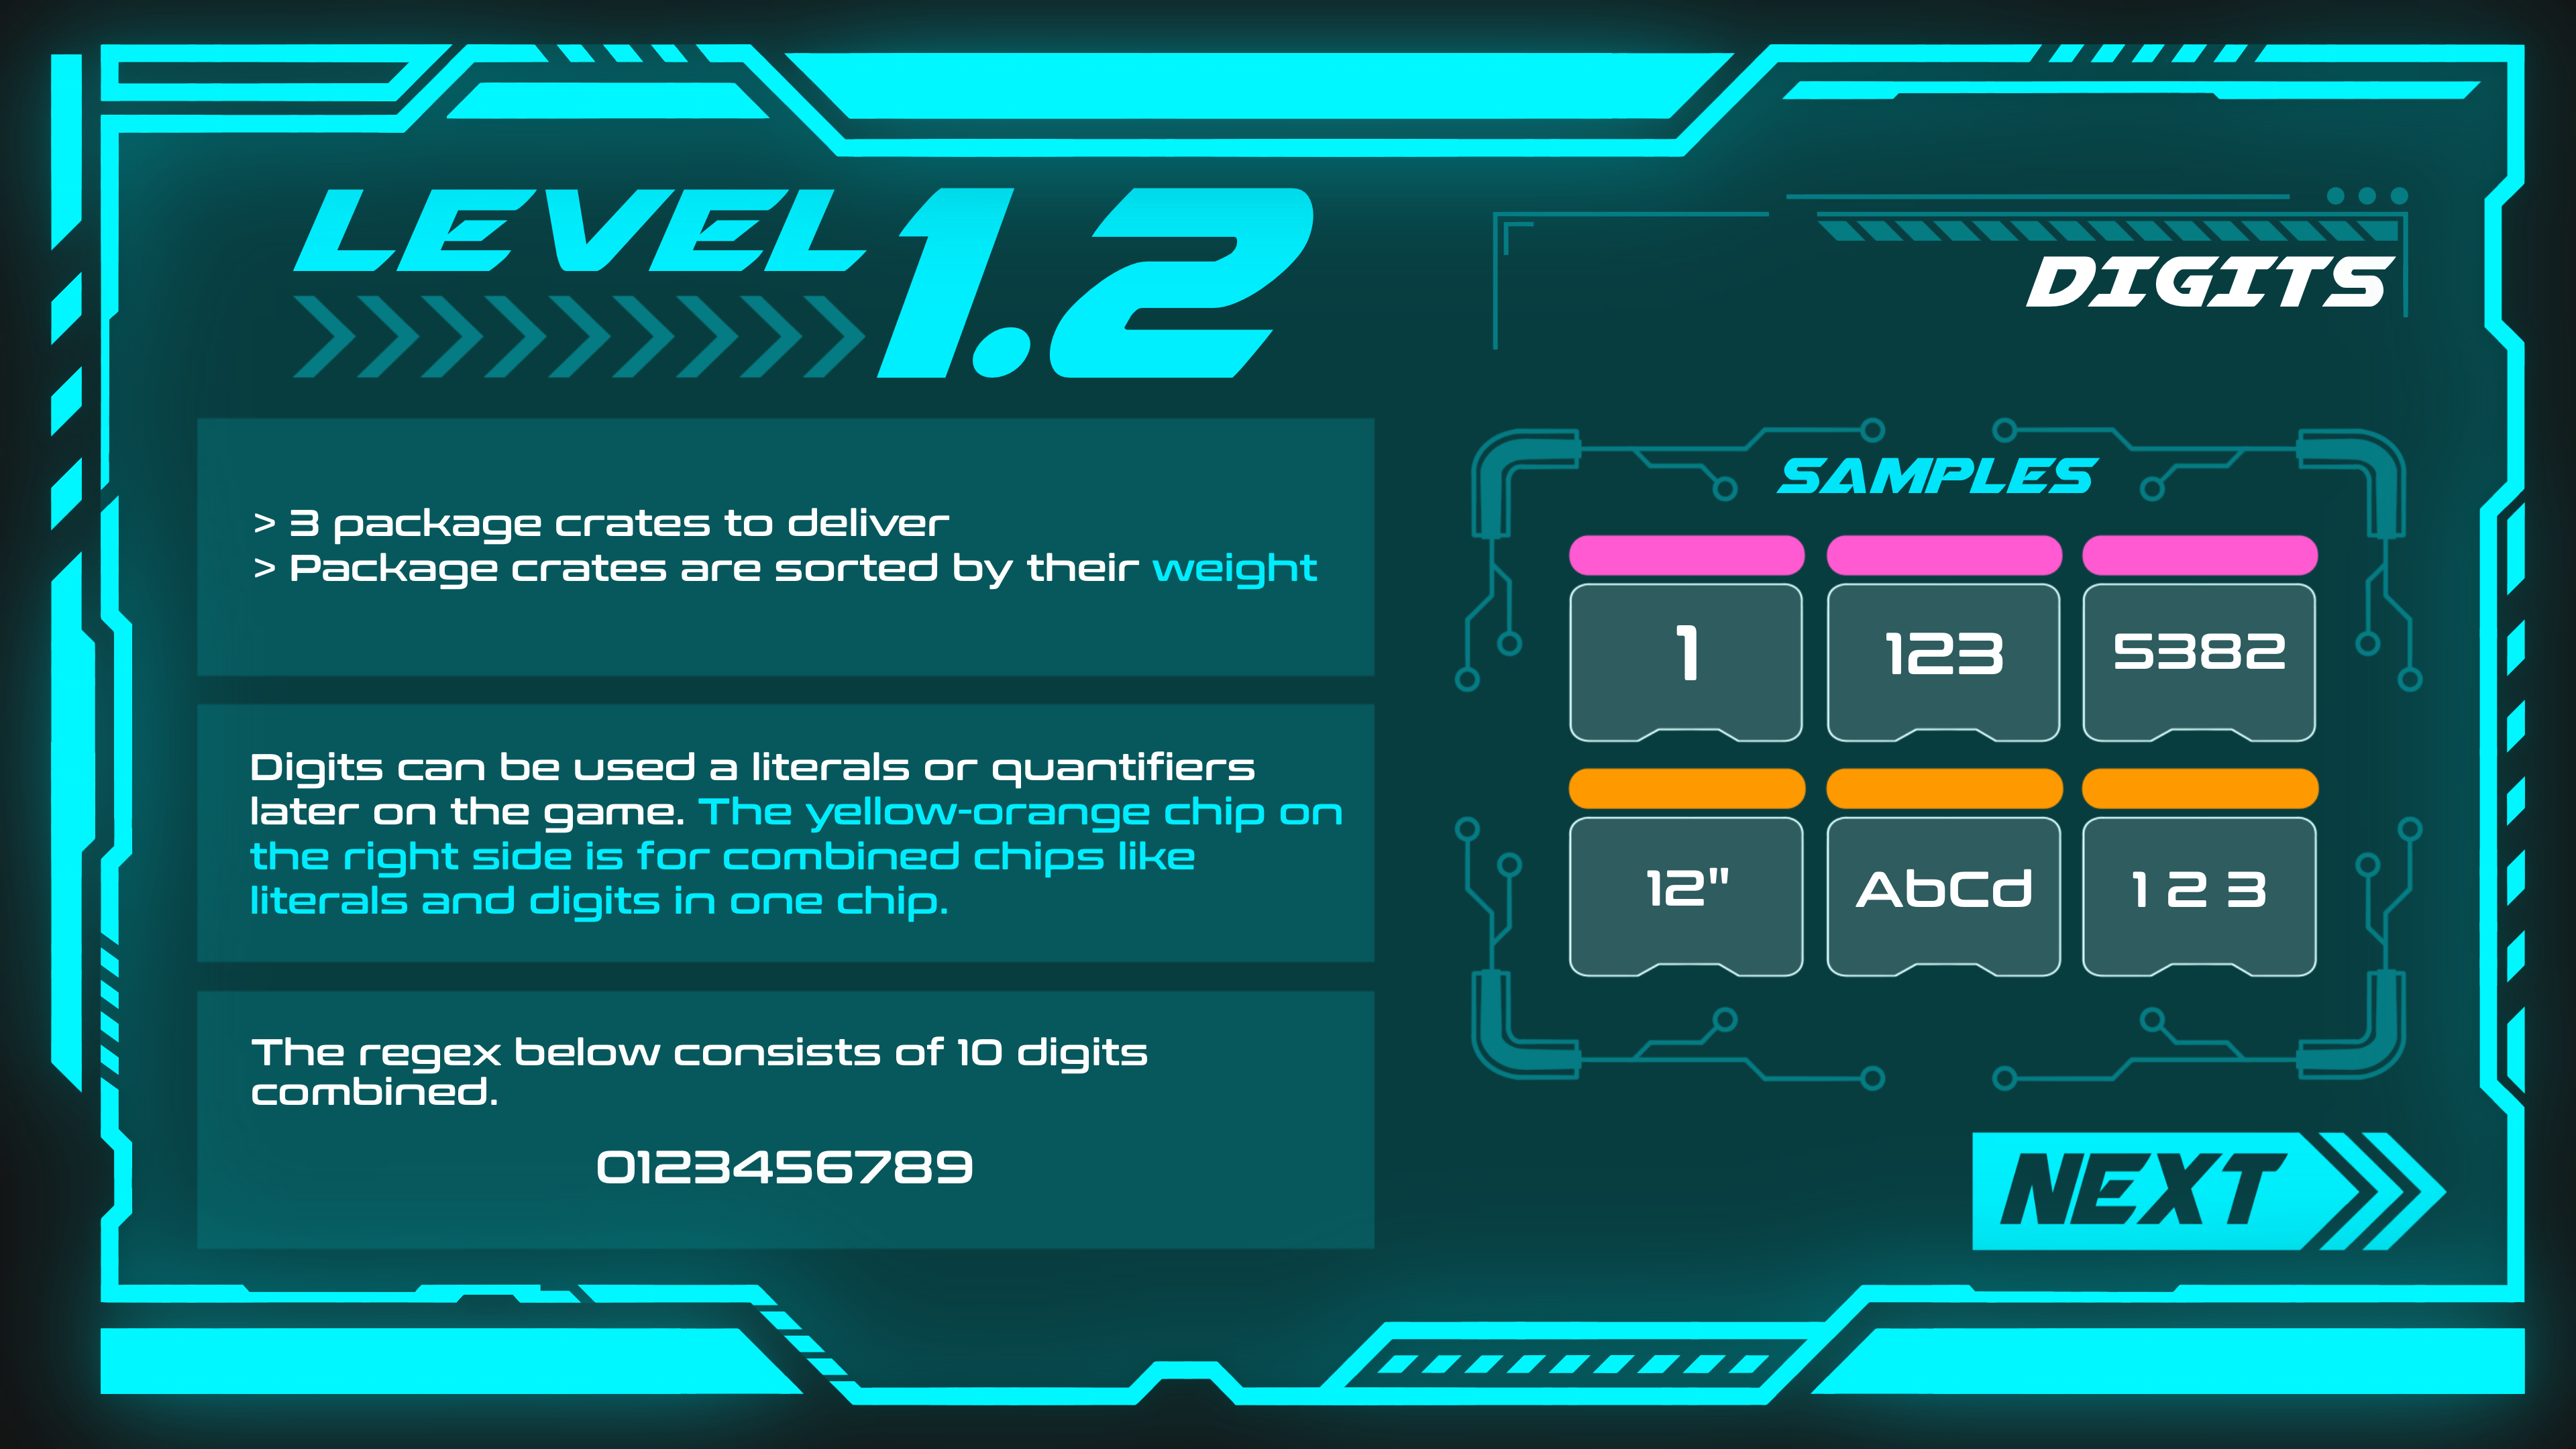 LEVEL 1.2
DIGITS
> 3 package crates to deliver
> Package crates are sorted by their weight
Digits can be used a literals or quantifiers
later on the game. The yellow-orange chip on
the right side is for combined chips like
literals and digits in one chip.
The regex below consists of 10 digits
combined.
0123456789
SAMPLES
1 123 5382
12" AbCd 1 2 3
NEXT